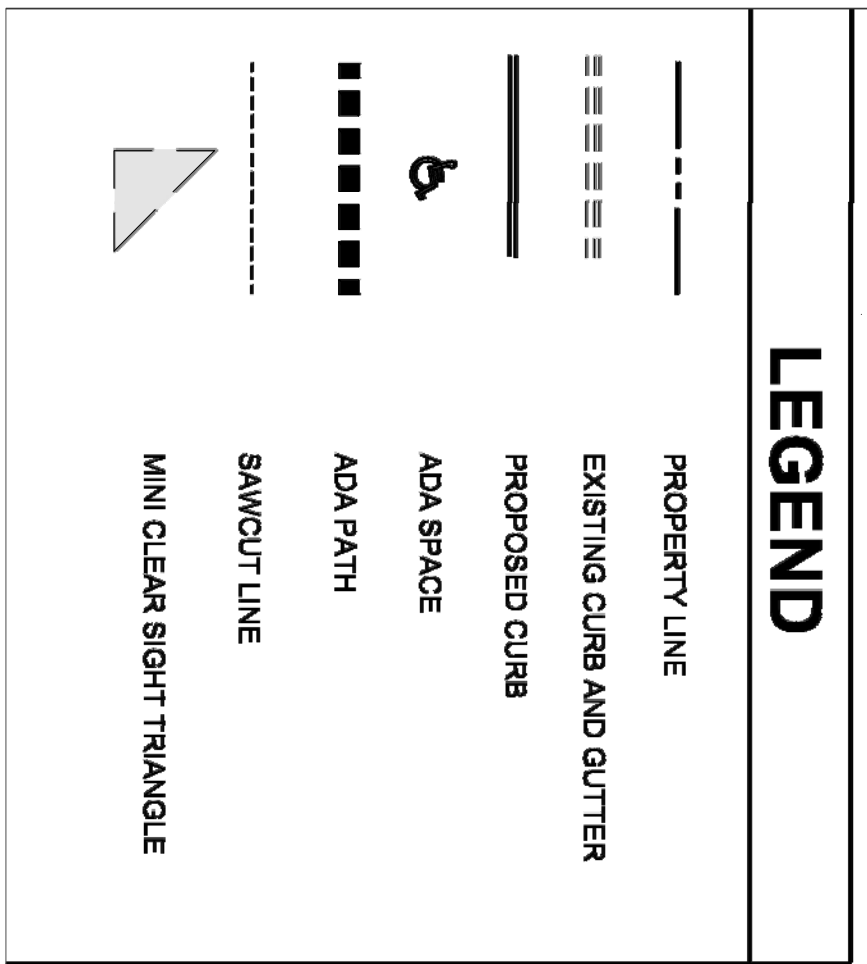 LEGEND
PROPERTY LINE
EXISTING CURB AND GUTTER
PROPOSED CURB
ADA SPACE
ADA PATH
SAWCUT LINE
MINI CLEAR SIGHT TRIANGLE